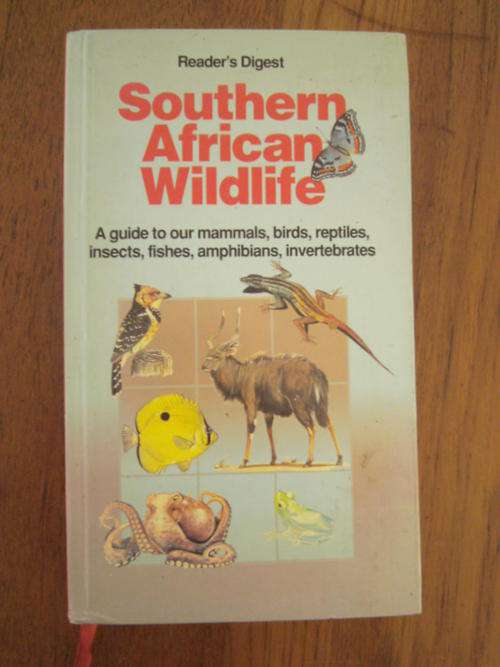 Reader's Digest
Southern
African
Wildlife
A guide to our mammals, birds, reptiles,
insects, fishes, amphibians, invertebrates